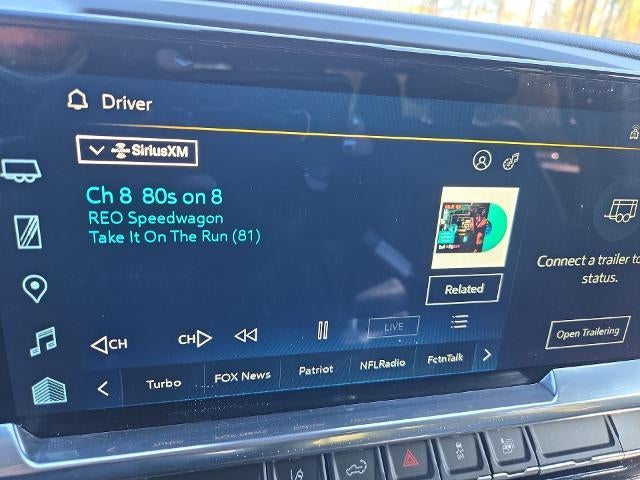 Driver
SiriusXM
Ch 8 80s on 8
REO Speedwagon
Take It On The Run (81)
Related
Connect a trailer to
status.
Open Trailering
CH
CH
LIVE
Turbo
FOX News
Patriot
NFLRadio
FctnTalk
OFF